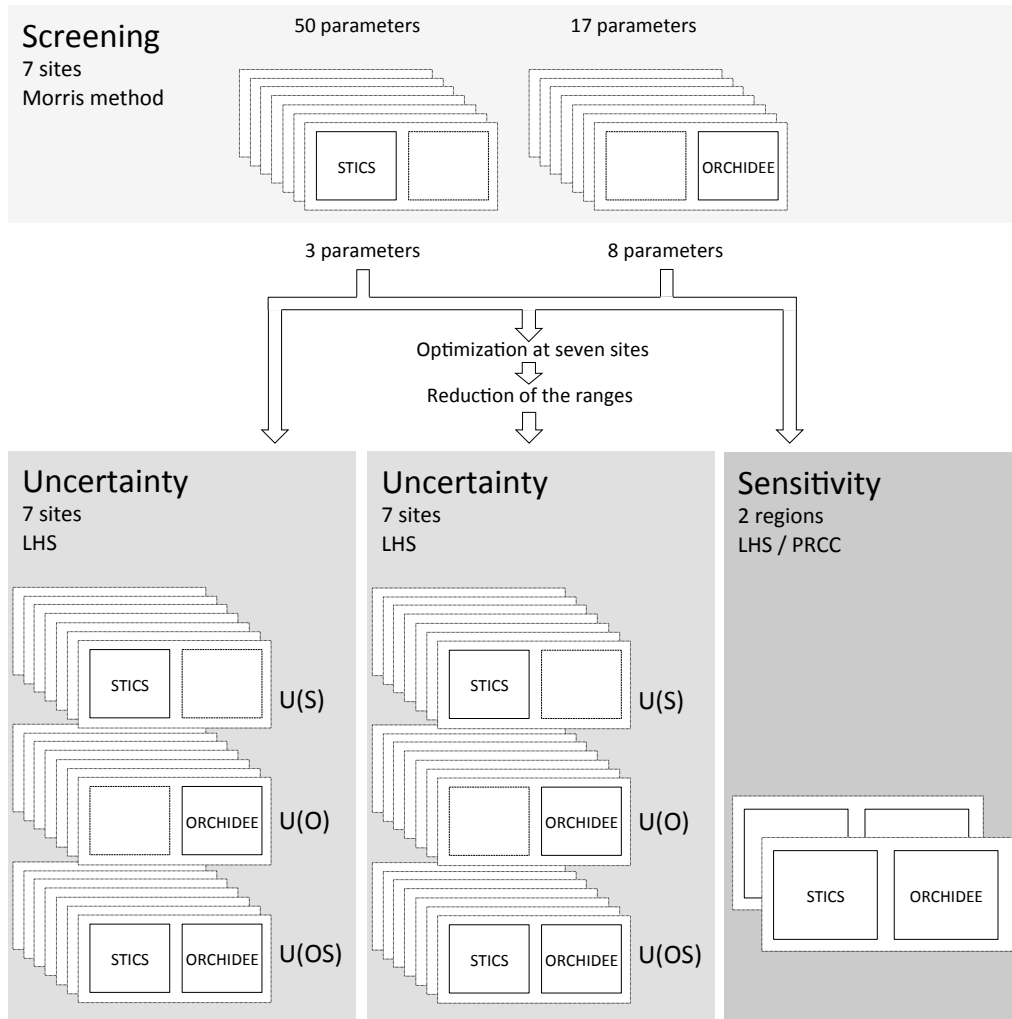 Screening
7 sites
Morris method
50 parameters
17 parameters
STICS
ORCHIDEE
3 parameters
8 parameters
Optimization at seven sites
Reduction of the ranges
Uncertainty
7 sites
LHS
STICS
U(S)
ORCHIDEE
U(O)
STICS
ORCHIDEE
U(OS)
Uncertainty
7 sites
LHS
STICS
U(S)
ORCHIDEE
U(O)
STICS
ORCHIDEE
U(OS)
Sensitivity
2 regions
LHS / PRCC
STICS
ORCHIDEE